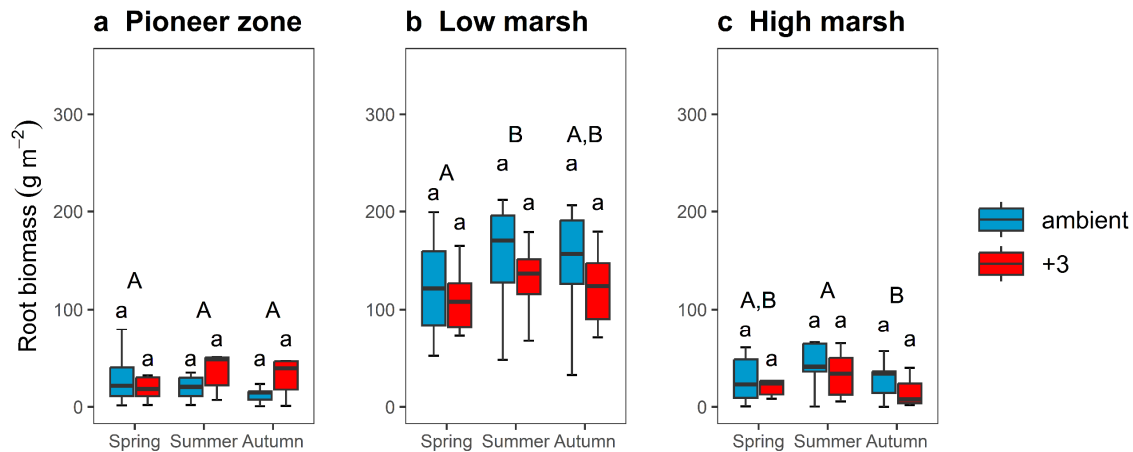 a Pioneer zone
b Low marsh
c High marsh
Root biomass (g m⁻²)
300
200
100
0
A
a
a
A
a
a
A
a
a
Spring
Summer
Autumn
300
200
100
0
A
a
a
B
a
a
A,B
a
a
Spring
Summer
Autumn
300
200
100
0
A,B
a
a
A
a
a
B
a
a
Spring
Summer
Autumn
ambient
+3